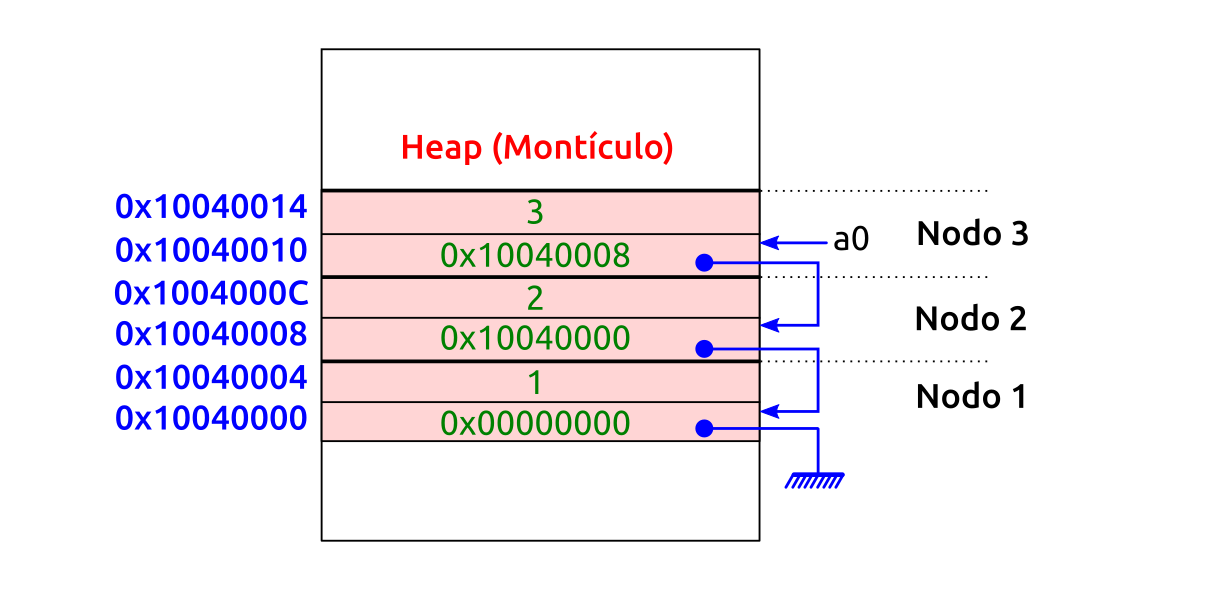 Heap (Montículo)
0x10040014 3
0x10040010 0x10040008 a0 Nodo 3
0x1004000C 2
0x10040008 0x10040000 Nodo 2
0x10040004 1
0x10040000 0x00000000 Nodo 1